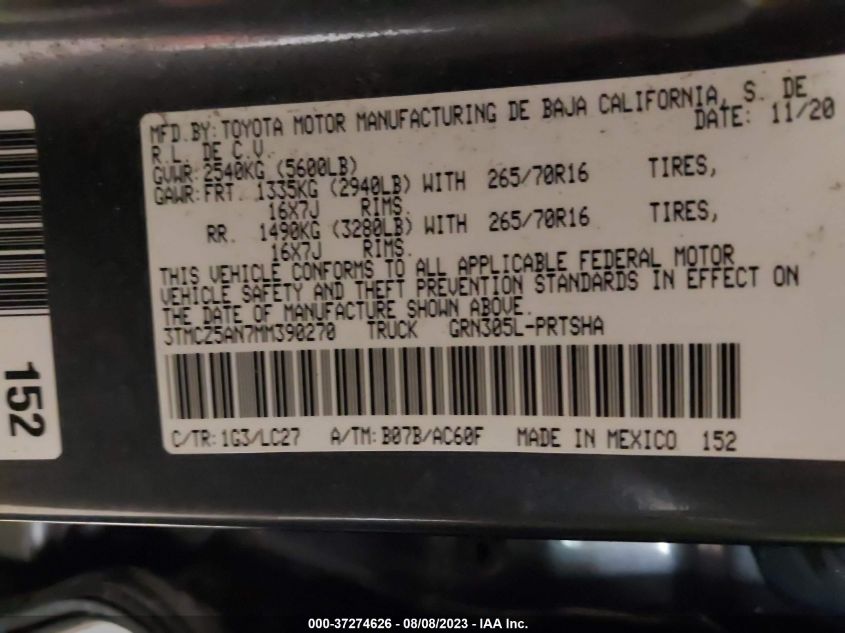 MFD.BY: TOYOTA MOTOR MANUFACTURING DE BAJA CALIFORNIA, S. DE
R.L. DE C.V. DATE: 11/20
GVWR: 2540KG (5600LB)
GAWR: FRT. 1335KG (2940LB) WITH 265/70R16 TIRES,
16X7J RIMS.
RR. 1490KG (3280LB) WITH 265/70R16 TIRES,
16X7J RIMS.
THIS VEHICLE CONFORMS TO ALL APPLICABLE FEDERAL MOTOR
VEHICLE SAFETY AND THEFT PREVENTION STANDARDS IN EFFECT ON
THE DATE OF MANUFACTURE SHOWN ABOVE.
3TMCZ5AN7MM390270 TRUCK GRN305L-PRTSHA
C/TR: 1G3/LC27 A/TM: B07B/AC60F MADE IN MEXICO 152
152
000-37274626 - 08/08/2023 - IAA Inc.